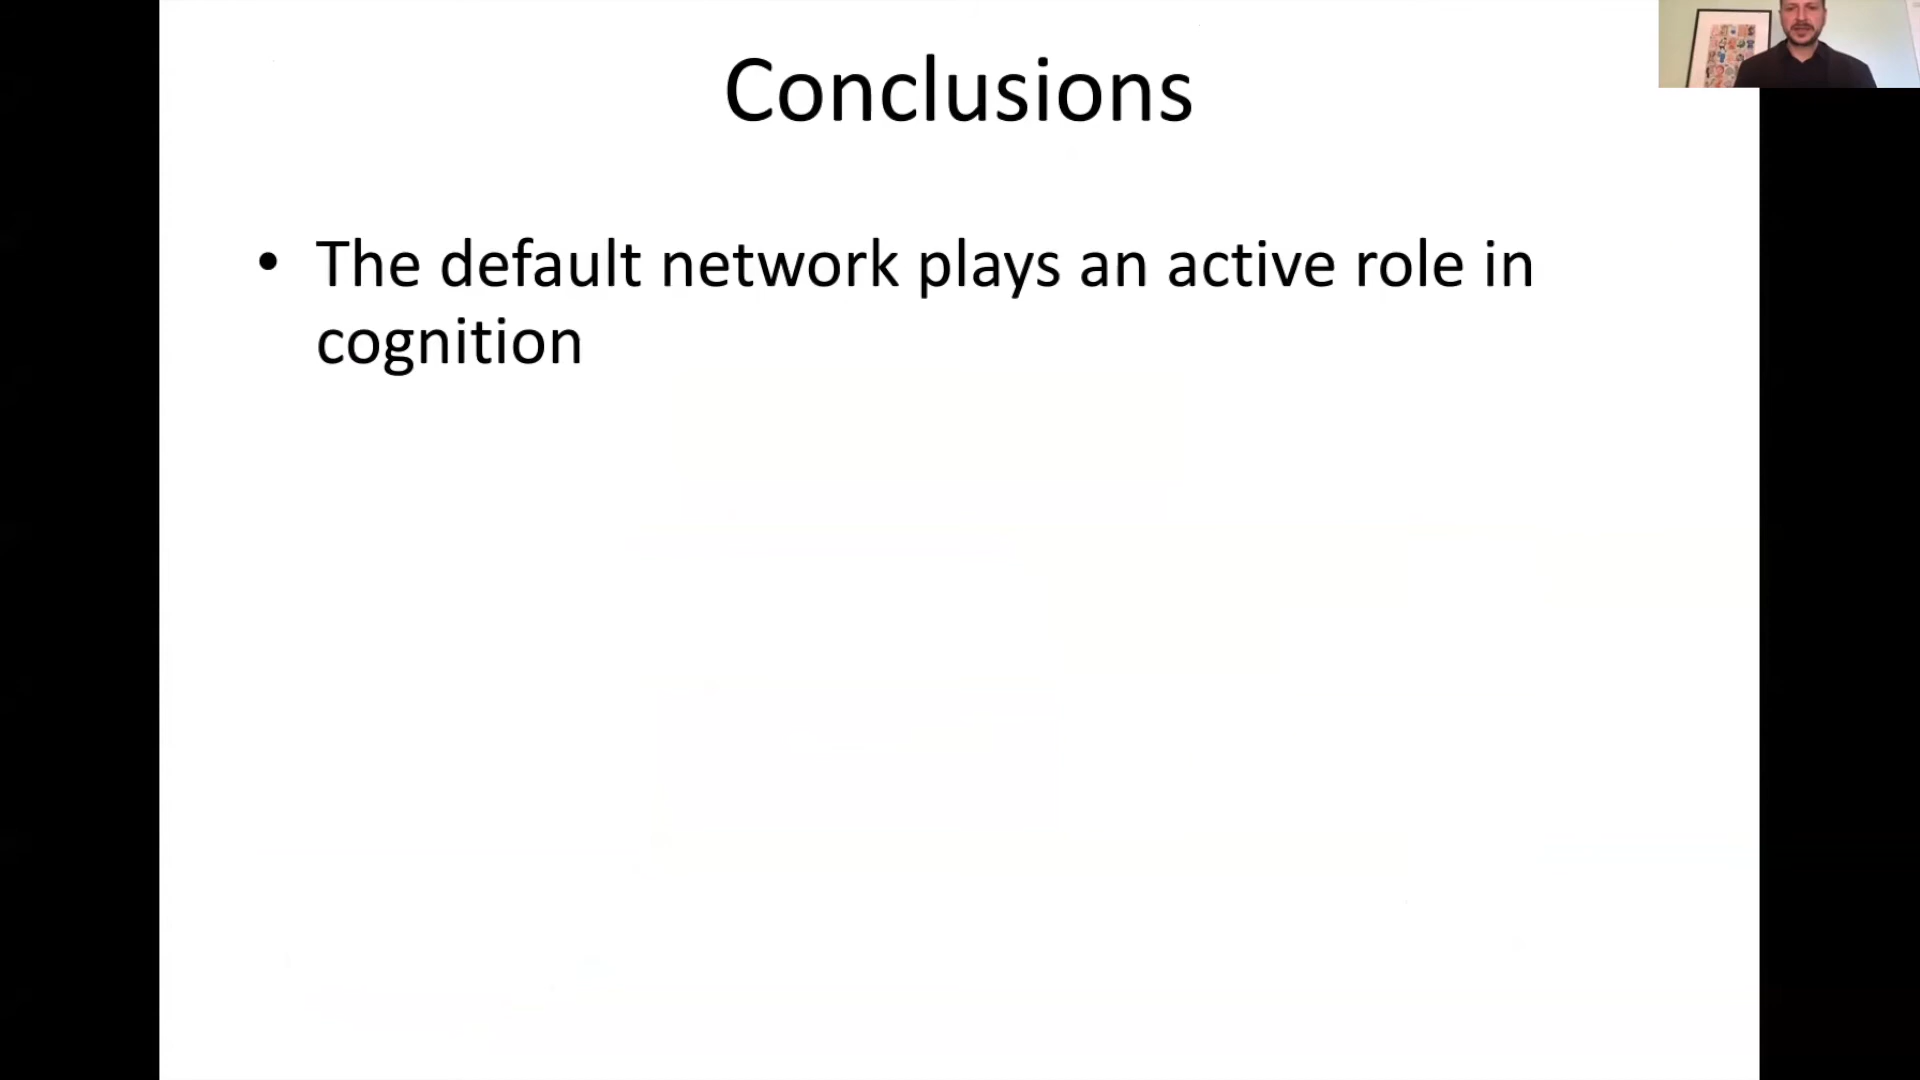 Conclusions
• The default network plays an active role in
cognition